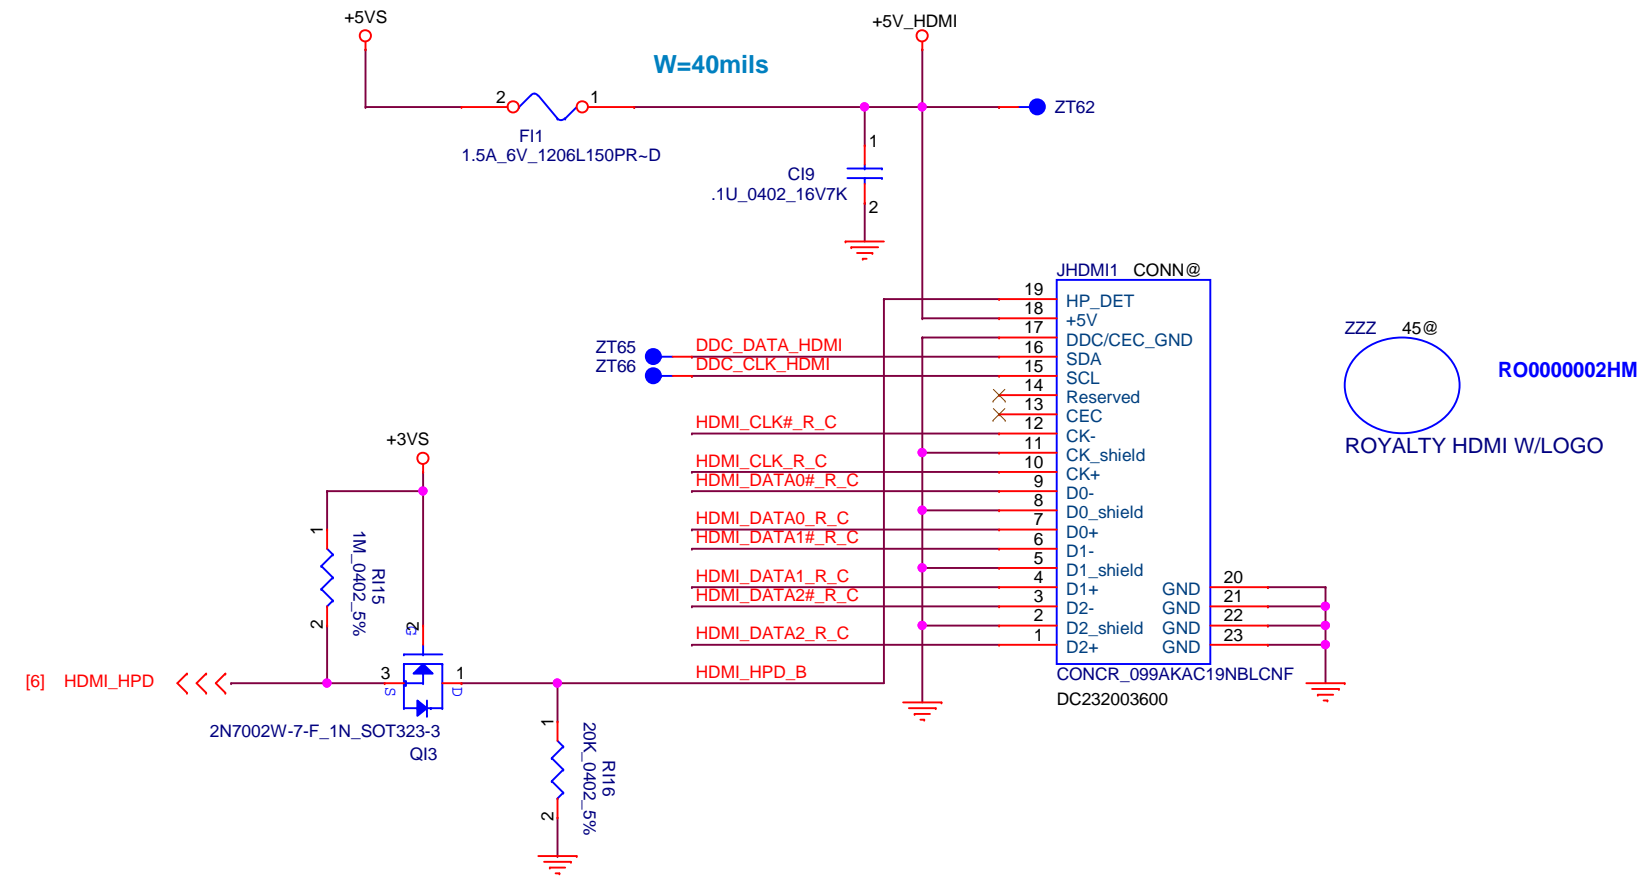 +5VS
+5V_HDMI
W=40mils
2
1
ZT62
FI1
1.5A_6V_1206L150PR~D
1
CI9
.1U_0402_16V7K
2
JHDMI1 CONN@
19 HP_DET
18 +5V
17 DDC/CEC_GND
ZT65 DDC_DATA_HDMI 16 SDA
ZT66 DDC_CLK_HDMI 15 SCL
14 Reserved
13 CEC
HDMI_CLK#_R_C 12 CK-
11 CK_shield
HDMI_CLK_R_C 10 CK+
HDMI_DATA0#_R_C 9 D0-
8 D0_shield
HDMI_DATA0_R_C 7 D0+
HDMI_DATA1#_R_C 6 D1-
5 D1_shield
HDMI_DATA1_R_C 4 D1+ GND 20
HDMI_DATA2#_R_C 3 D2- GND 21
2 D2_shield GND 22
HDMI_DATA2_R_C 1 D2+ GND 23
HDMI_HPD_B
CONCR_099AKAC19NBLCNF
DC232003600
ZZZ 45@
RO0000002HM
ROYALTY HDMI W/LOGO
+3VS
1
RI15
1M_0402_5%
2
2
G
[6] HDMI_HPD
3
S
1
D
2N7002W-7-F_1N_SOT323-3
QI3
1
RI16
20K_0402_5%
2